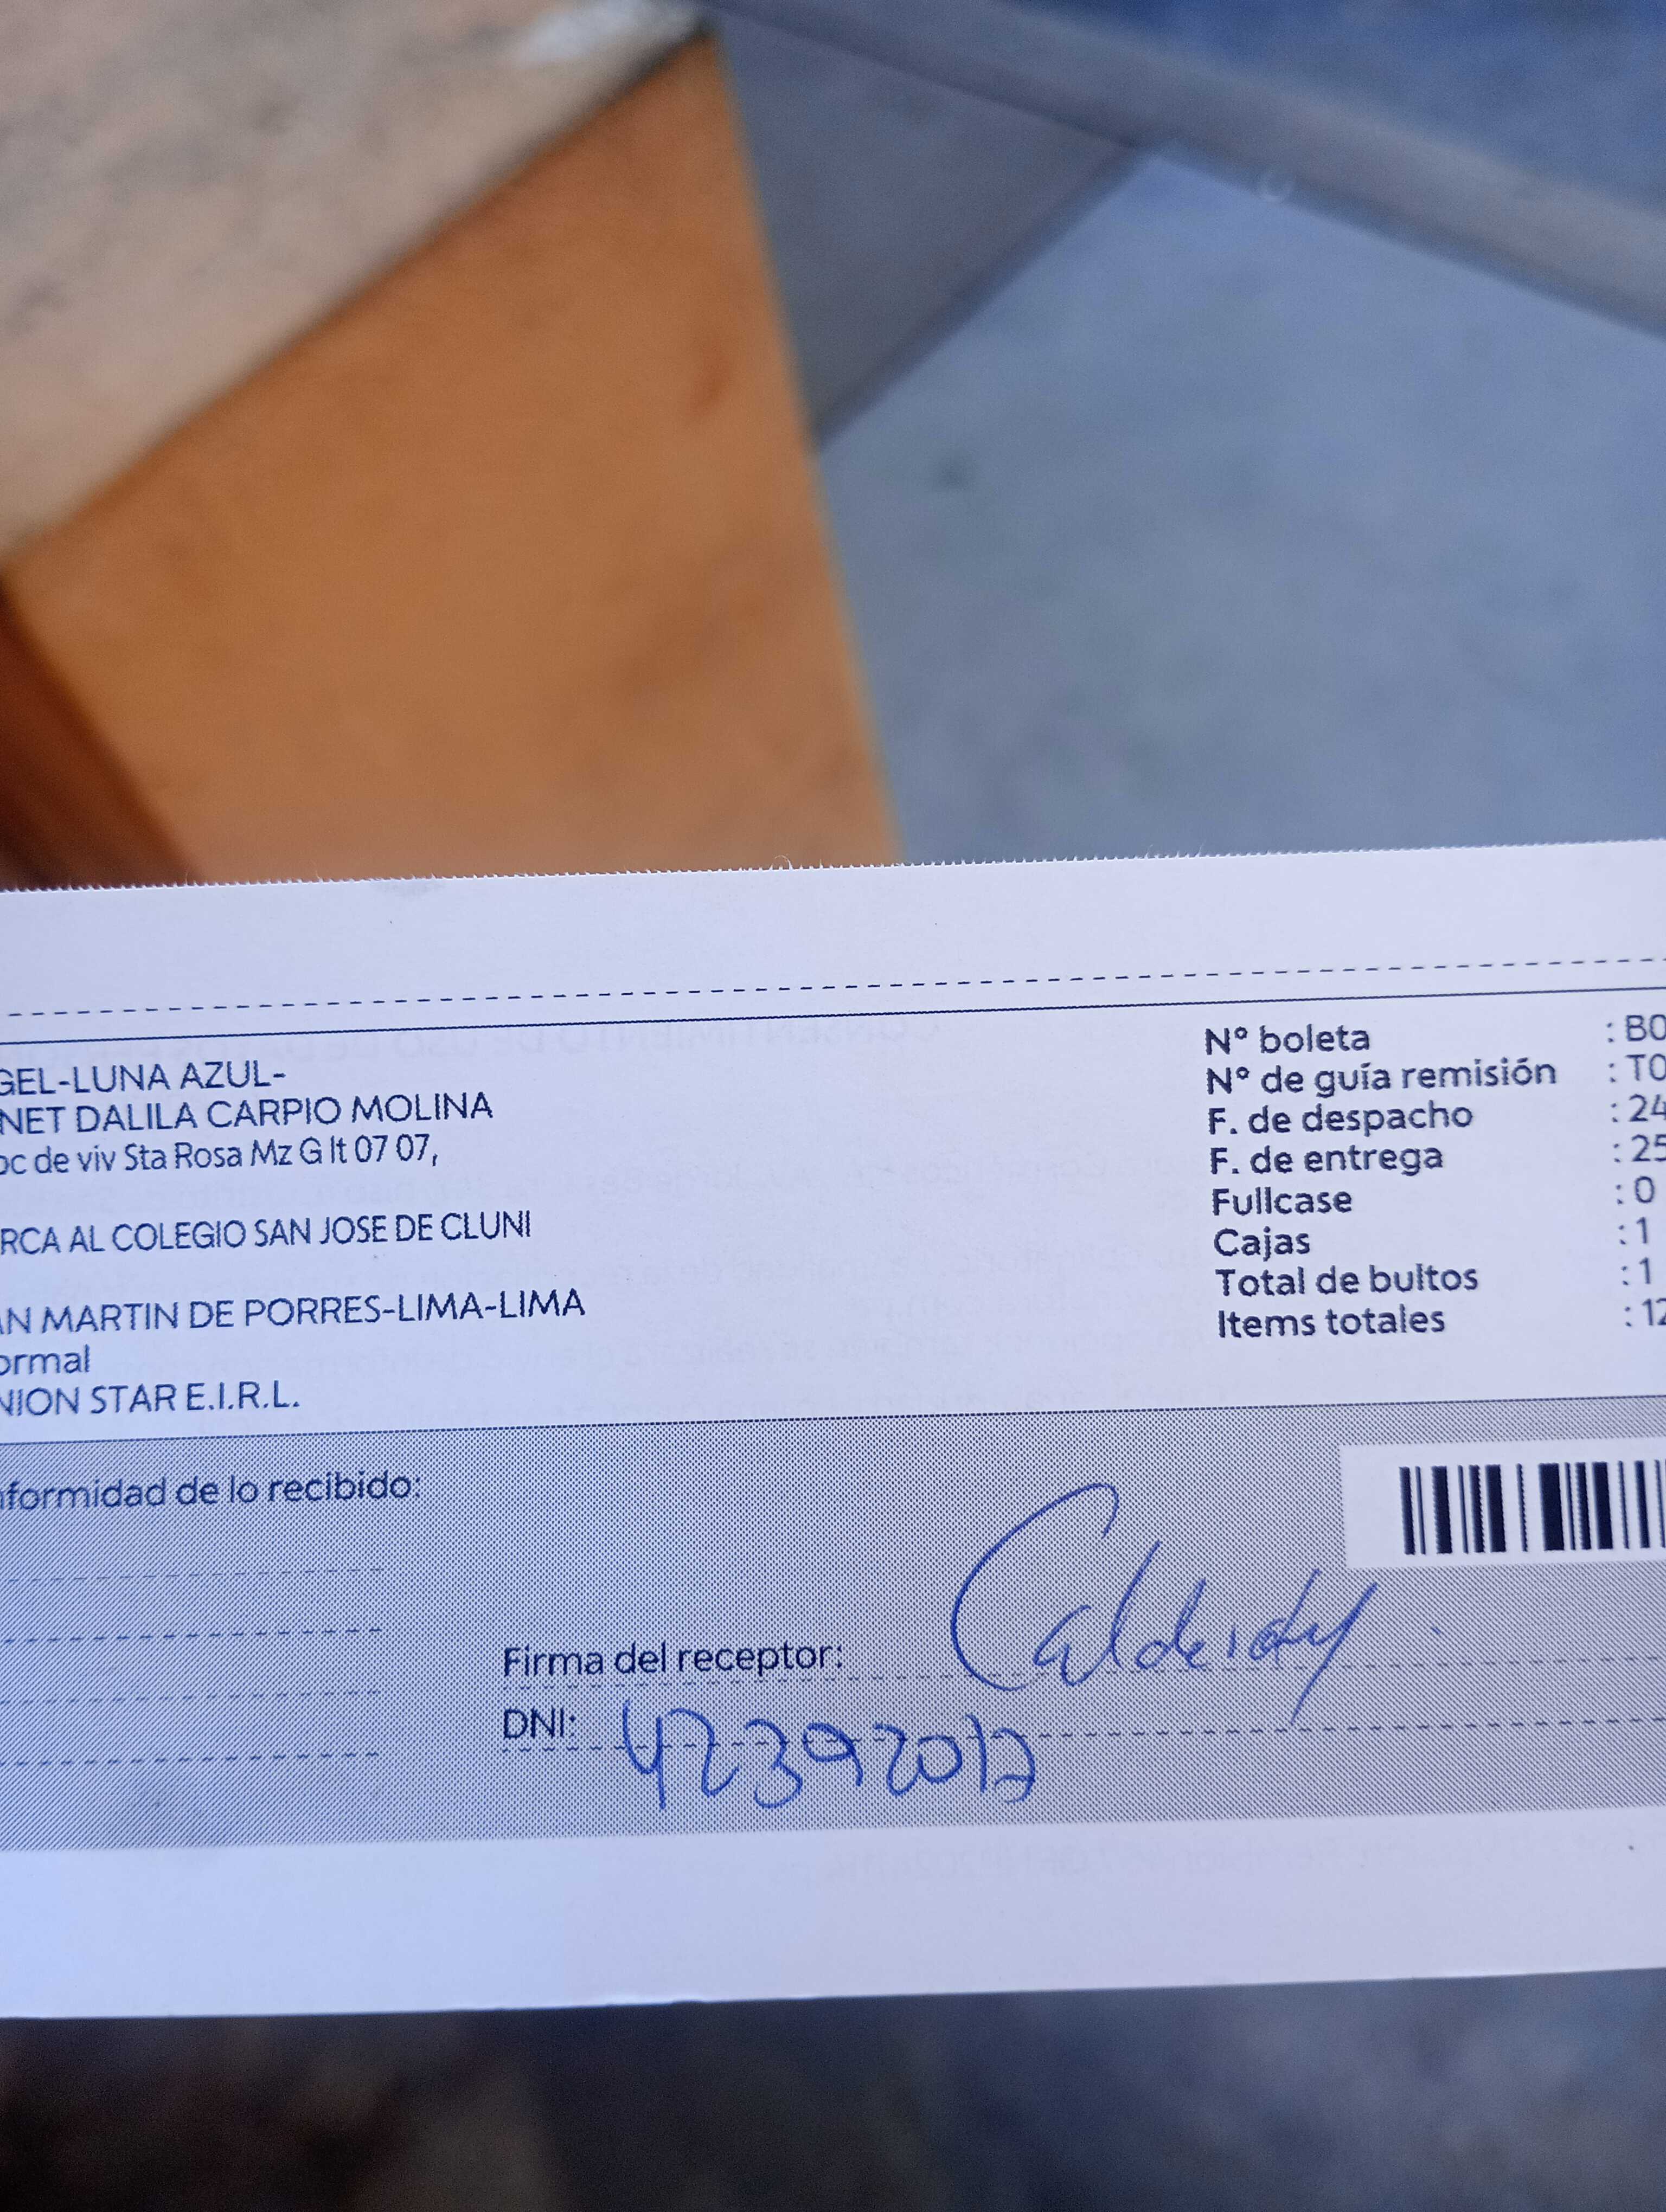 GEL-LUNA AZUL-
NET DALILA CARPIO MOLINA
oc de viv Sta Rosa Mz G lt 07 07,
RCA AL COLEGIO SAN JOSE DE CLUNI
AN MARTIN DE PORRES-LIMA-LIMA
ormal
NION STAR E.I.R.L.
N° boleta : B0
N° de guía remisión : T0
F. de despacho : 24
F. de entrega : 25
Fullcase : 0
Cajas : 1
Total de bultos : 1
Items totales : 12
nformidad de lo recibido:
Firma del receptor:
DNI: 42392017